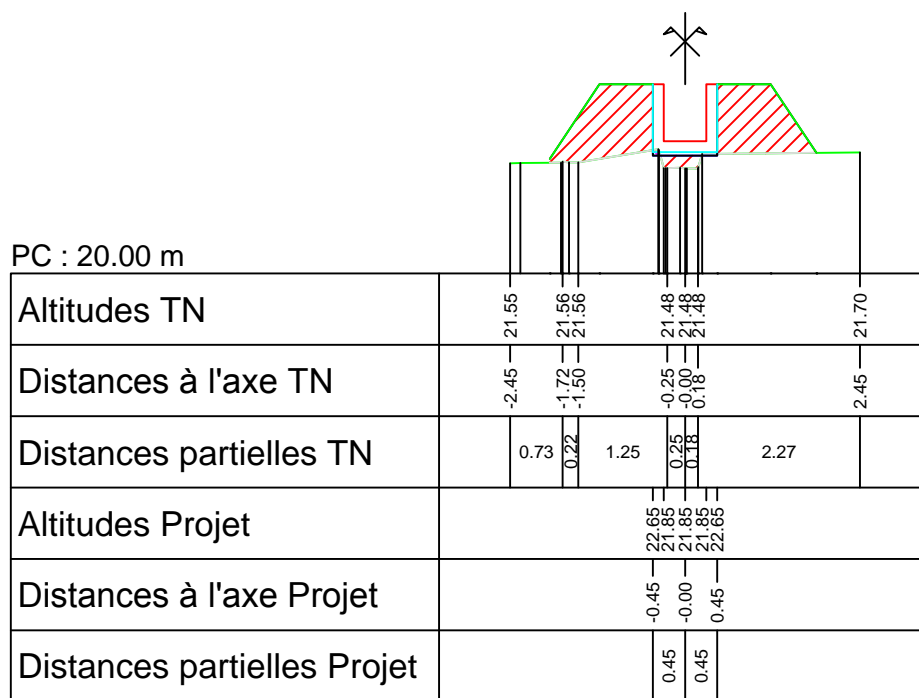 PC : 20.00 m
Altitudes TN
21.55 21.56 21.56 21.48 21.48 21.48 21.70
Distances à l'axe TN
-2.45 -1.72 -1.50 -0.25 -0.00 0.18 2.45
Distances partielles TN
0.73 0.22 1.25 0.25 0.18 2.27
Altitudes Projet
22.65 21.85 21.85 21.85 22.65
Distances à l'axe Projet
-0.45 -0.00 0.45
Distances partielles Projet
0.45 0.45